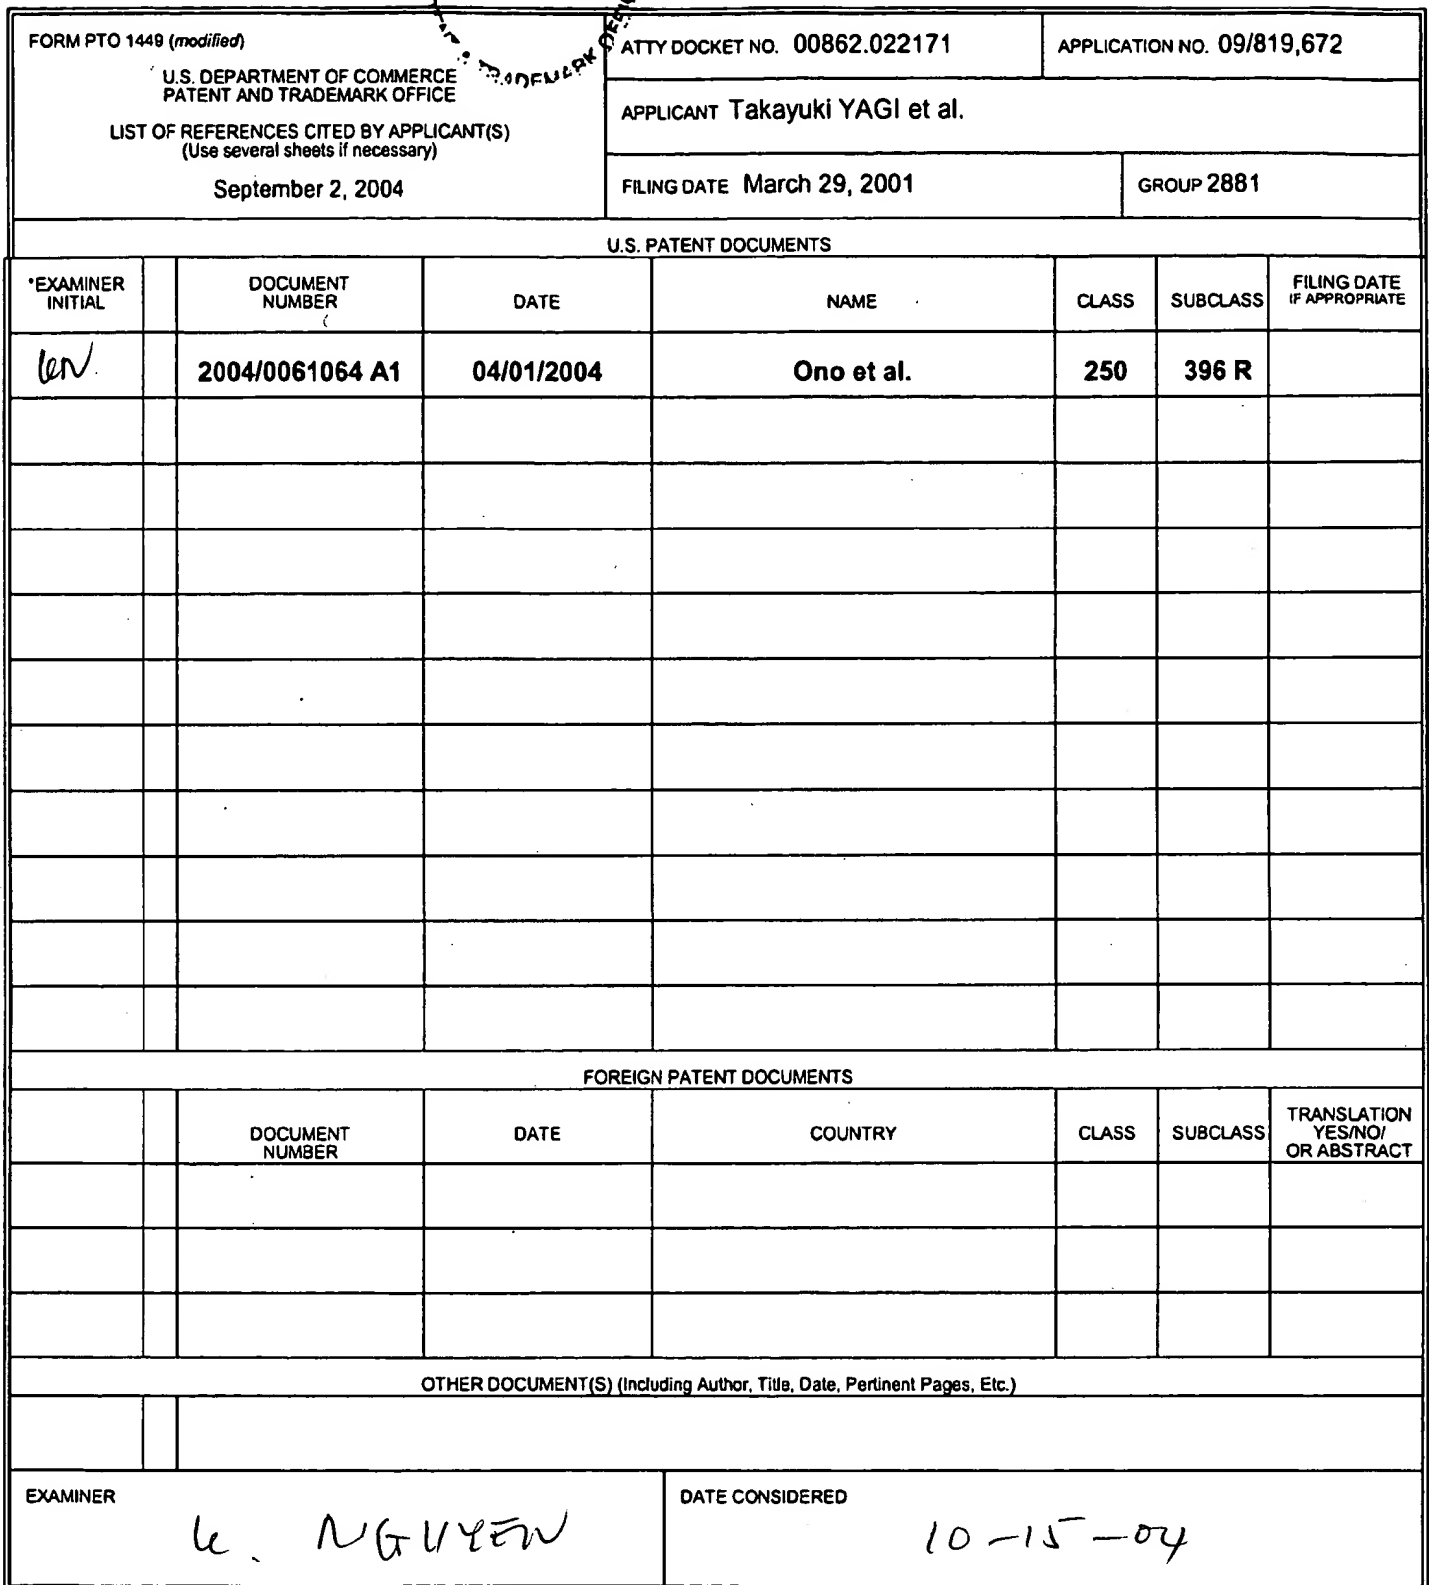 FORM PTO 1449 (modified)
U.S. DEPARTMENT OF COMMERCE
PATENT AND TRADEMARK OFFICE
LIST OF REFERENCES CITED BY APPLICANT(S)
(Use several sheets if necessary)
September 2, 2004
TRADEMARK
ATTY DOCKET NO. 00862.022171
APPLICATION NO. 09/819,672
APPLICANT Takayuki YAGI et al.
FILING DATE March 29, 2001
GROUP 2881
U.S. PATENT DOCUMENTS
*EXAMINER
INITIAL
DOCUMENT
NUMBER
DATE
NAME
CLASS
SUBCLASS
FILING DATE
IF APPROPRIATE
2004/0061064 A1
04/01/2004
Ono et al.
250
396 R
FOREIGN PATENT DOCUMENTS
DOCUMENT
NUMBER
DATE
COUNTRY
CLASS
SUBCLASS
TRANSLATION
YES/NO/
OR ABSTRACT
OTHER DOCUMENT(S) (Including Author, Title, Date, Pertinent Pages, Etc.)
EXAMINER
NGUYEN
DATE CONSIDERED
10-15-04